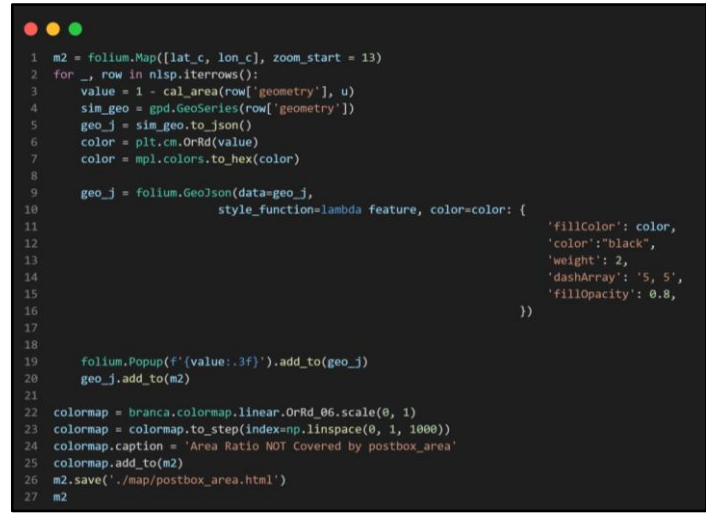 1 m2 = folium.Map([lat_c, lon_c], zoom_start = 13)
2 for _, row in nlsp.iterrows():
3     value = 1 - cal_area(row['geometry'], u)
4     sim_geo = gpd.GeoSeries(row['geometry'])
5     geo_j = sim_geo.to_json()
6     color = plt.cm.OrRd(value)
7     color = mpl.colors.to_hex(color)
8
9     geo_j = folium.GeoJson(data=geo_j,
10                        style_function=lambda feature, color=color: {
11                                                            'fillColor': color,
12                                                            'color':"black",
13                                                            'weight': 2,
14                                                            'dashArray': '5, 5',
15                                                            'fillOpacity': 0.8,
16                                                        })
17
18
19     folium.Popup(f'{value:.3f}').add_to(geo_j)
20     geo_j.add_to(m2)
21
22 colormap = branca.colormap.linear.OrRd_06.scale(0, 1)
23 colormap = colormap.to_step(index=np.linspace(0, 1, 1000))
24 colormap.caption = 'Area Ratio NOT Covered by postbox_area'
25 colormap.add_to(m2)
26 m2.save('./map/postbox_area.html')
27 m2